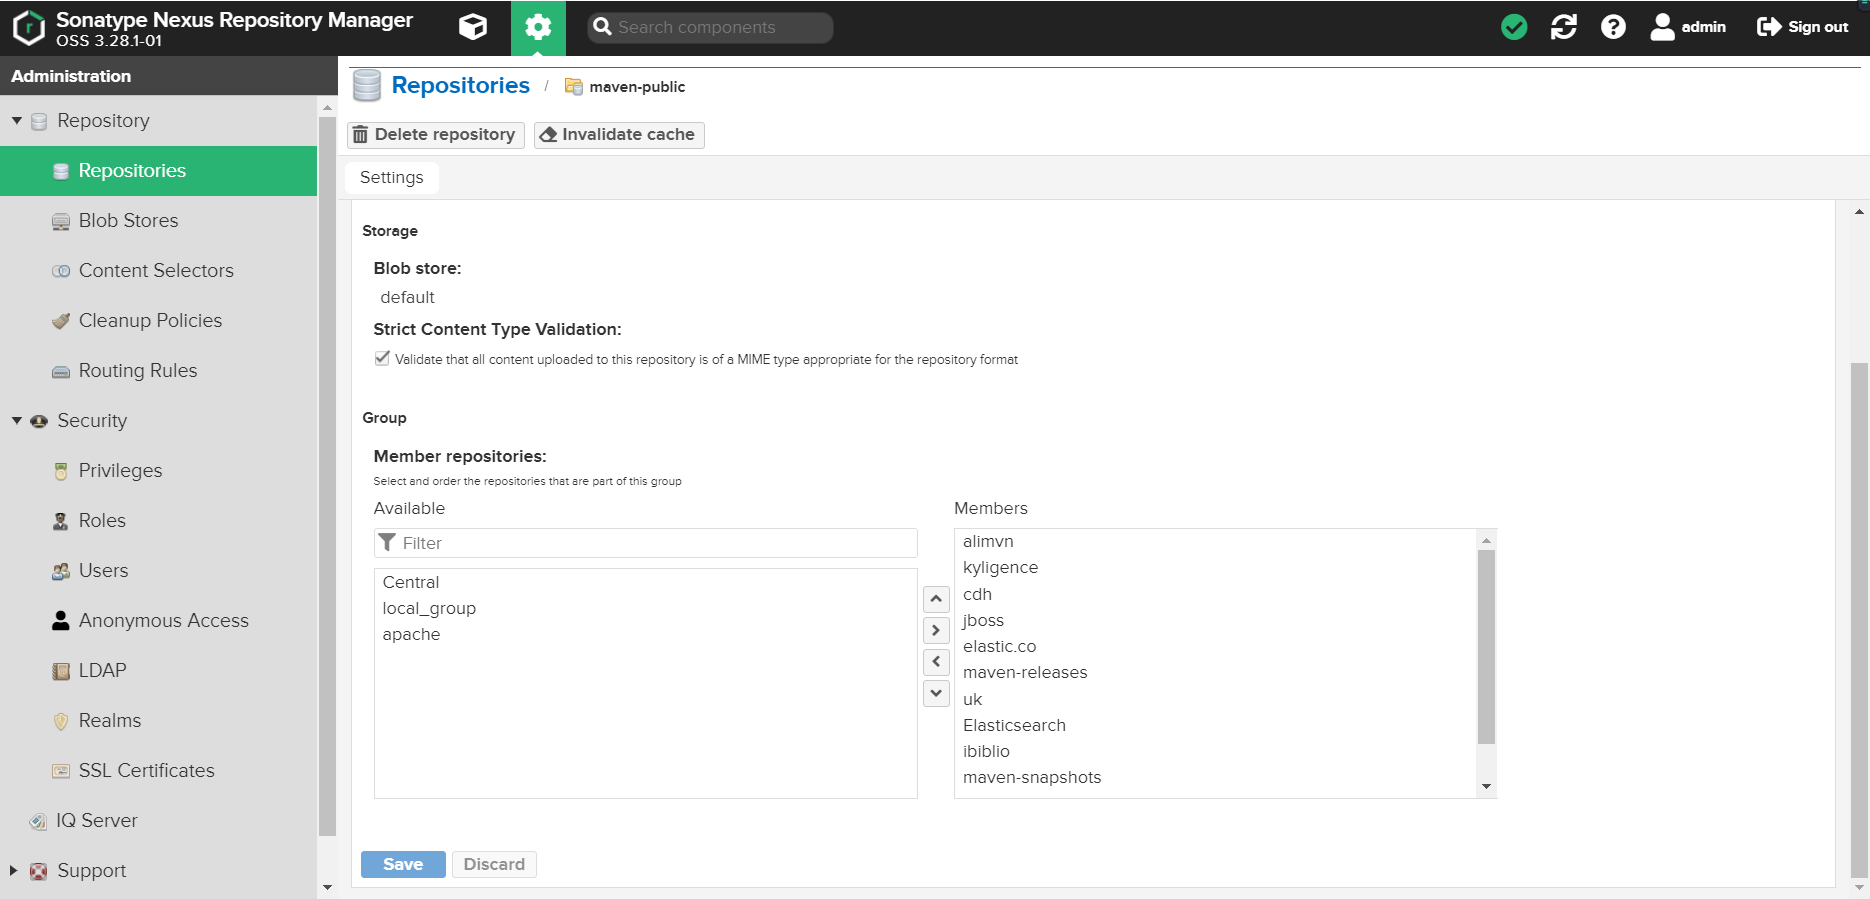 Sonatype Nexus Repository Manager
OSS 3.28.1-01
Search components
admin
Sign out
Administration
Repository
Repositories
Blob Stores
Content Selectors
Cleanup Policies
Routing Rules
Security
Privileges
Roles
Users
Anonymous Access
LDAP
Realms
SSL Certificates
IQ Server
Support
Repositories / maven-public
Delete repository
Invalidate cache
Settings
Storage
Blob store:
default
Strict Content Type Validation:
Validate that all content uploaded to this repository is of a MIME type appropriate for the repository format
Group
Member repositories:
Select and order the repositories that are part of this group
Available
Filter
Central
local_group
apache
Members
alimvn
kyligence
cdh
jboss
elastic.co
maven-releases
uk
Elasticsearch
ibiblio
maven-snapshots
Save
Discard